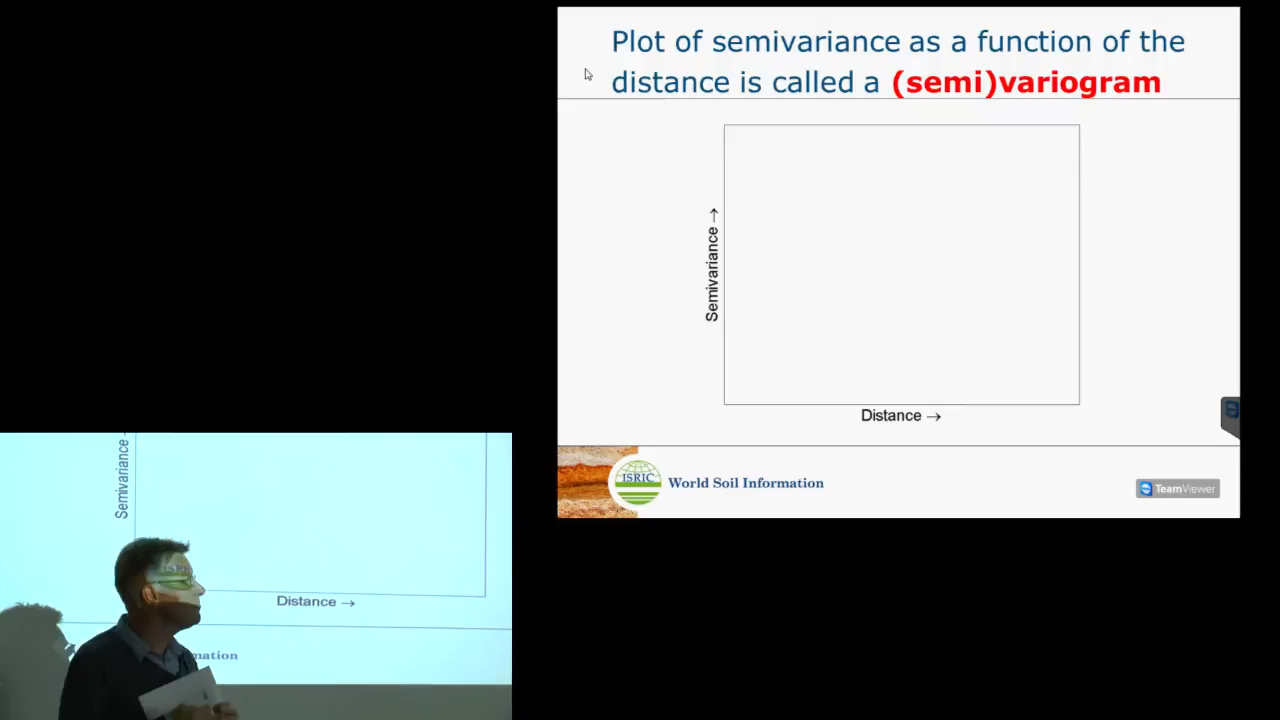 Plot of semivariance as a function of the
distance is called a (semi)variogram
Semivariance →
Distance →
ISRIC World Soil Information
TeamViewer
Semivariance
Distance →
mation